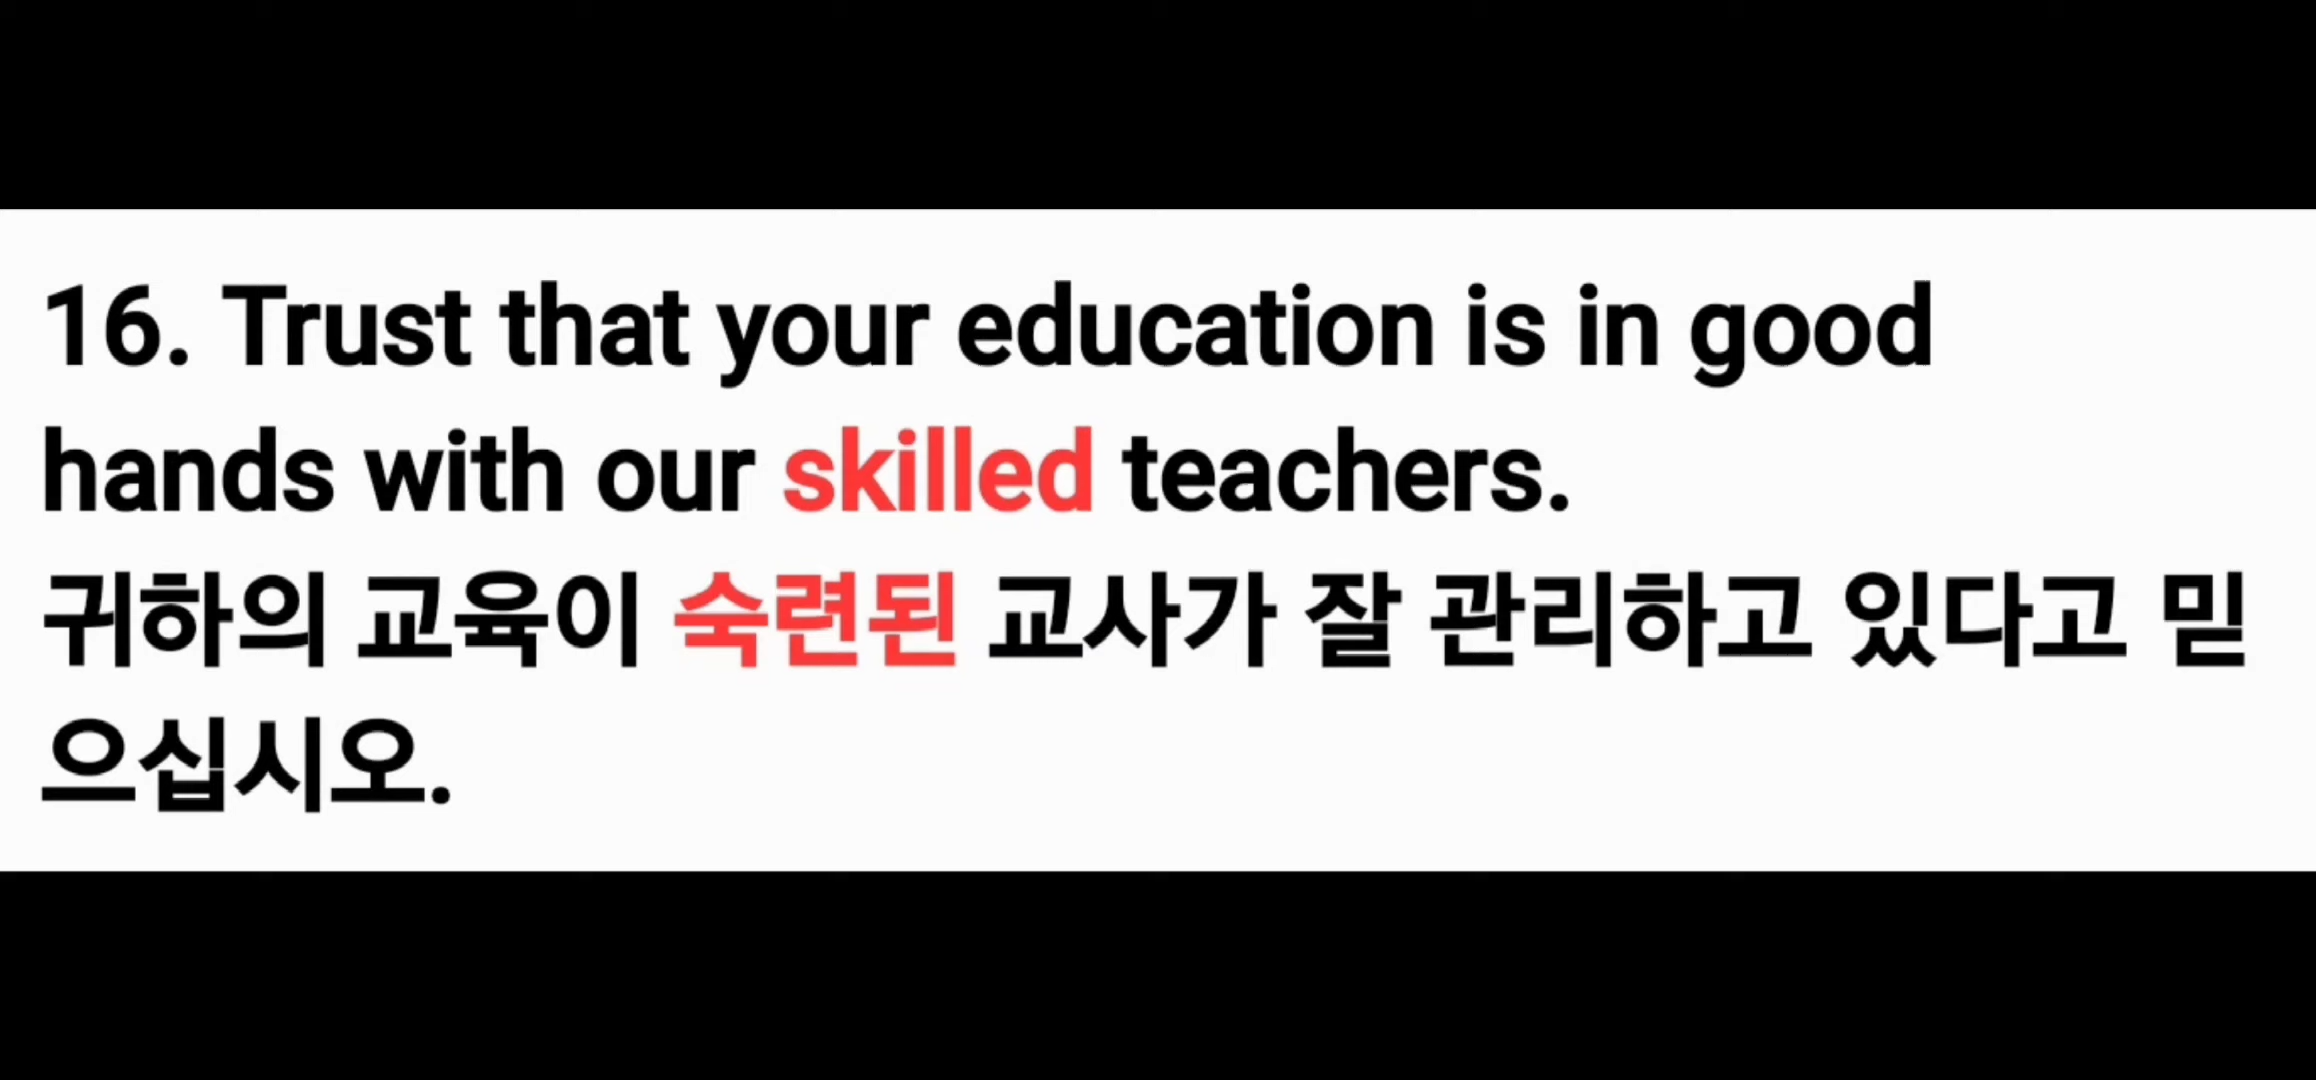 16. Trust that your education is in good
hands with our skilled teachers.
귀하의 교육이 숙련된 교사가 잘 관리하고 있다고 믿
으십시오.